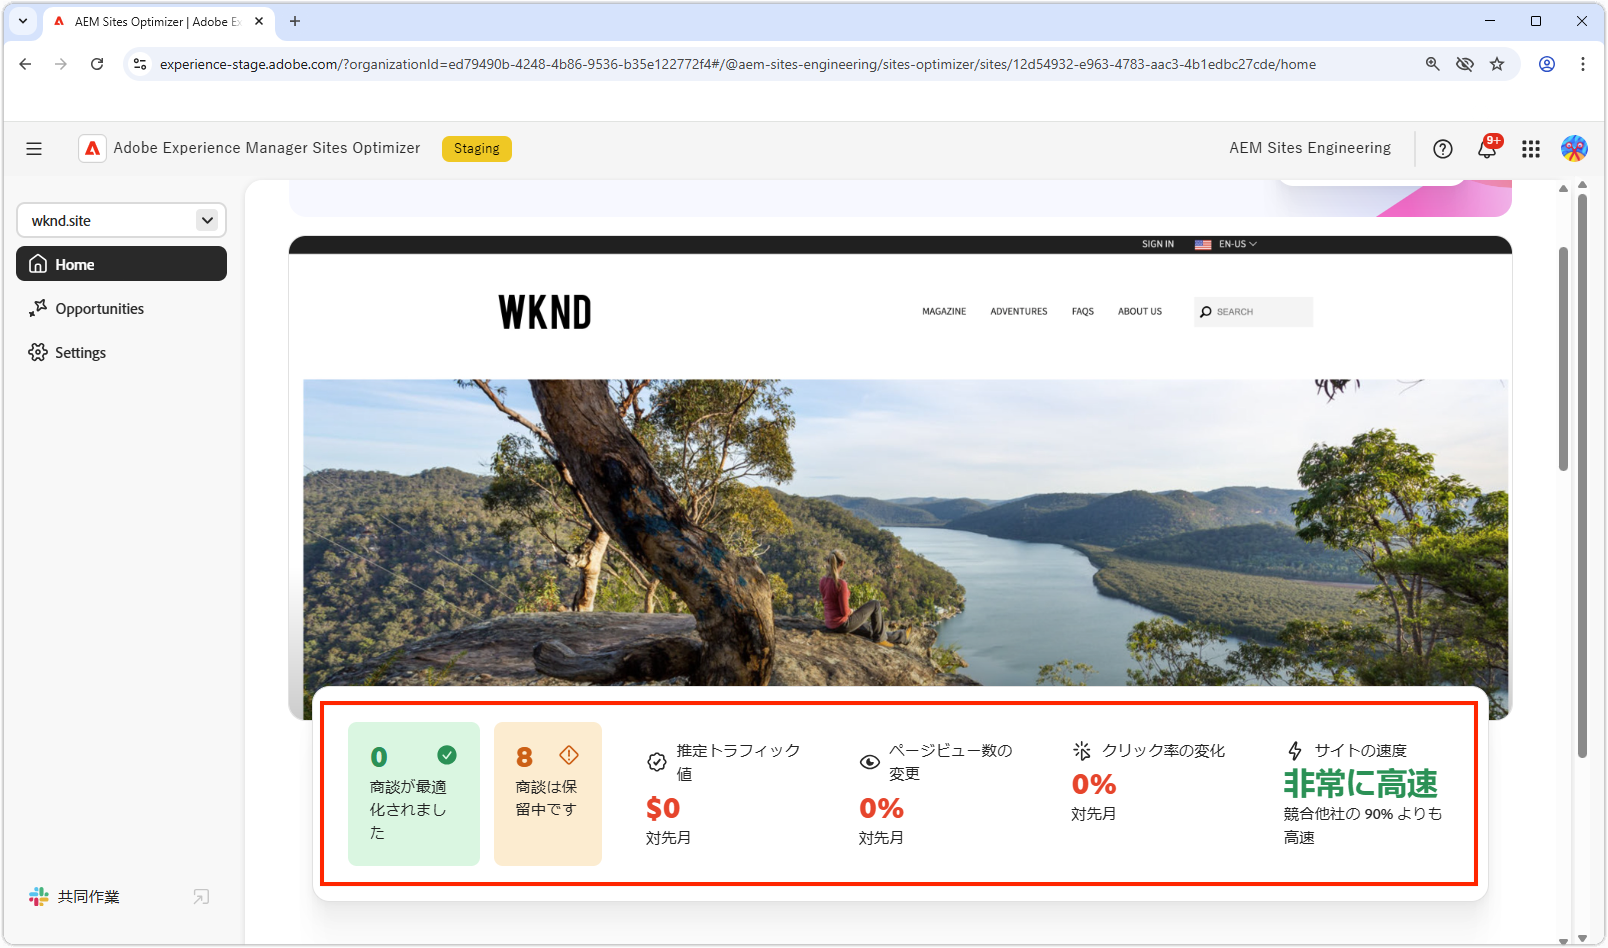 AEM Sites Optimizer | Adobe Ex
experience-stage.adobe.com/?organizationId=ed79490b-4248-4b86-9536-b35e122772f4#/@aem-sites-engineering/sites-optimizer/sites/12d54932-e963-4783-aac3-4b1edbc27cde/home
Adobe Experience Manager Sites Optimizer
Staging
AEM Sites Engineering
9+
wknd.site
Home
Opportunities
Settings
共同作業
SIGN IN
EN-US
WKND
MAGAZINE
ADVENTURES
FAQS
ABOUT US
SEARCH
0
商談が最適
化されまし
た
8
商談は保
留中です
推定トラフィック
値
$0
対先月
ページビュー数の
変更
0%
対先月
クリック率の変化
0%
対先月
サイトの速度
非常に高速
競合他社の 90% よりも
高速